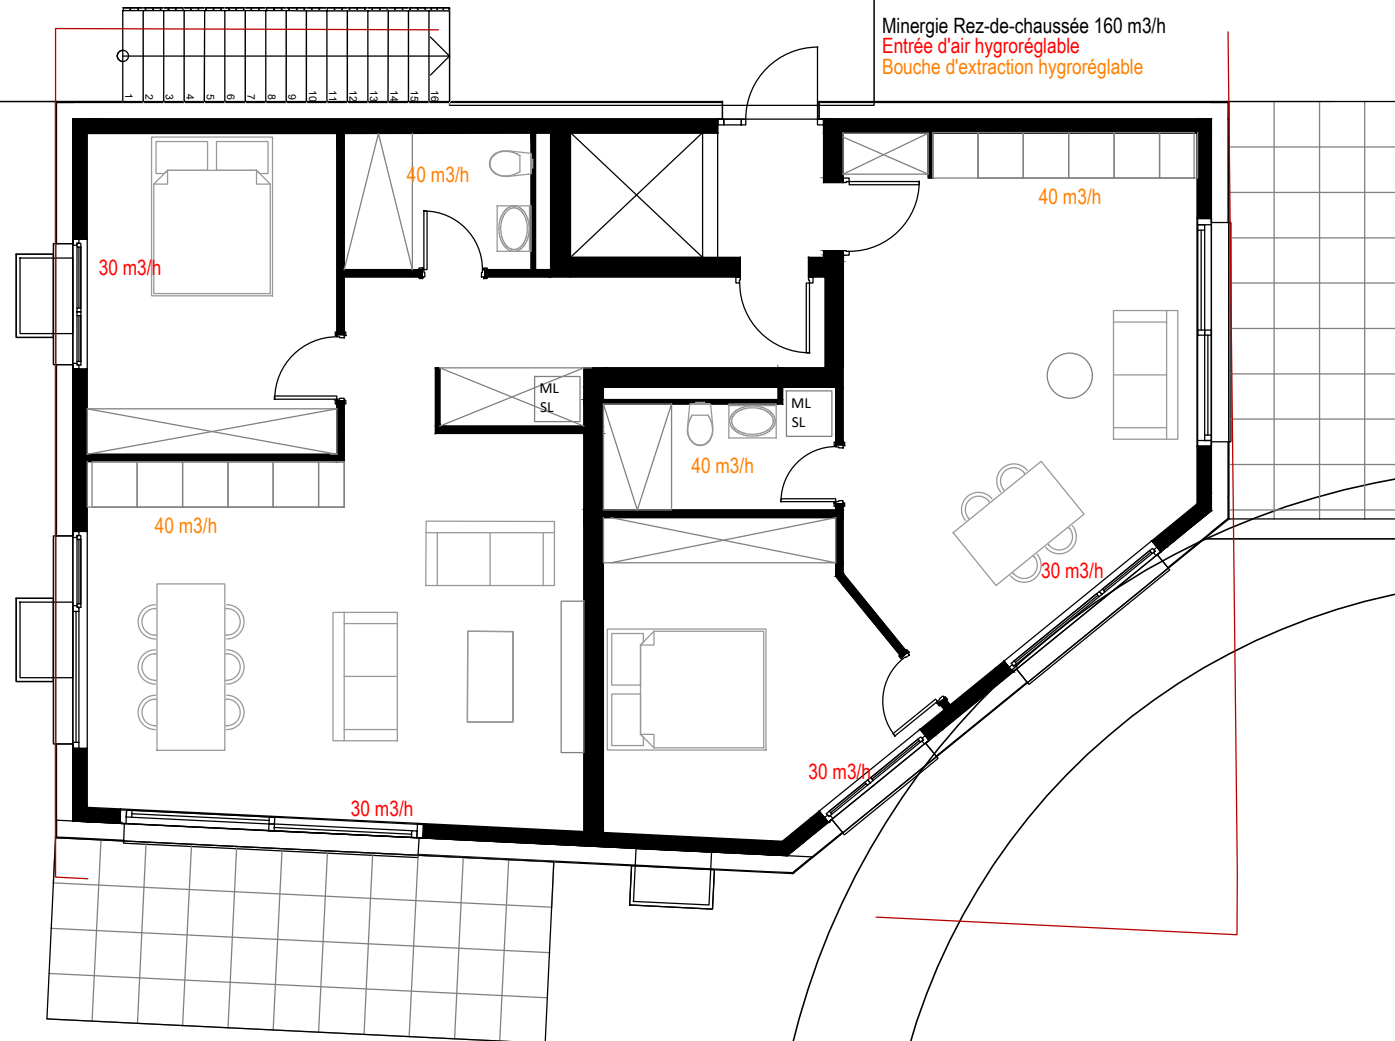 Minergie Rez-de-chaussée 160 m3/h
Entrée d'air hygroréglable
Bouche d'extraction hygroréglable
1 2 3 4 5 6 7 8 9 10 11 12 13 14 15 16
40 m3/h
40 m3/h
30 m3/h
ML
SL
ML
SL
40 m3/h
40 m3/h
30 m3/h
30 m3/h
30 m3/h